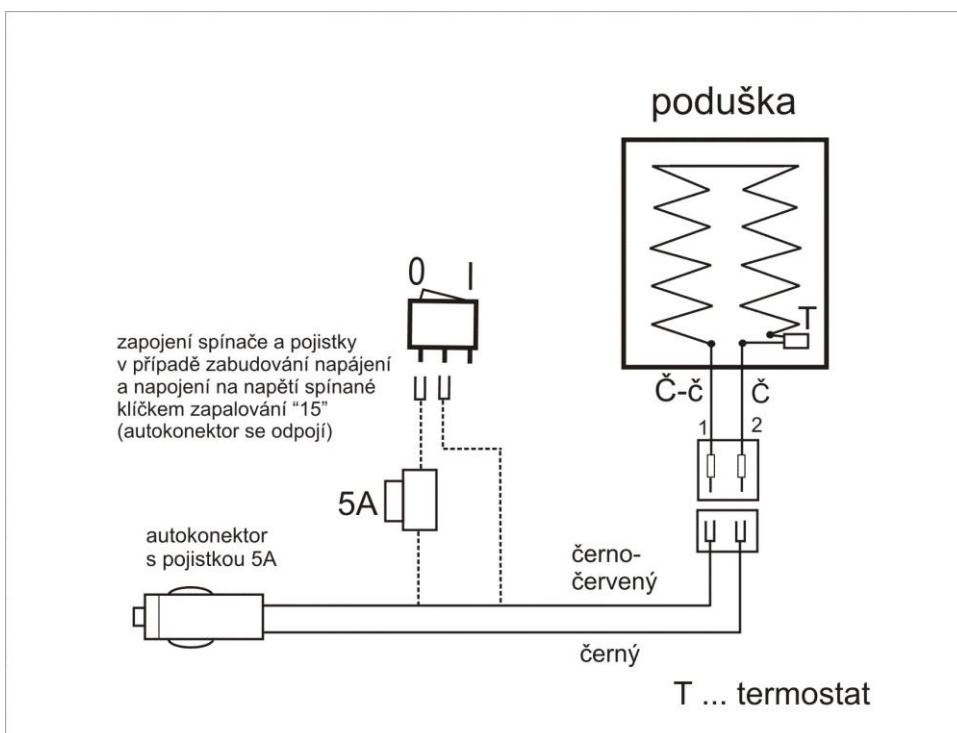 poduška
0 I
zapojení spínače a pojistky
v případě zabudování napájení
a napojení na napětí spínané
klíčkem zapalování “15”
(autokonektor se odpojí)
T
Č-č Č
1 2
5A
autokonektor
s pojistkou 5A
černo-
červený
černý
T ... termostat